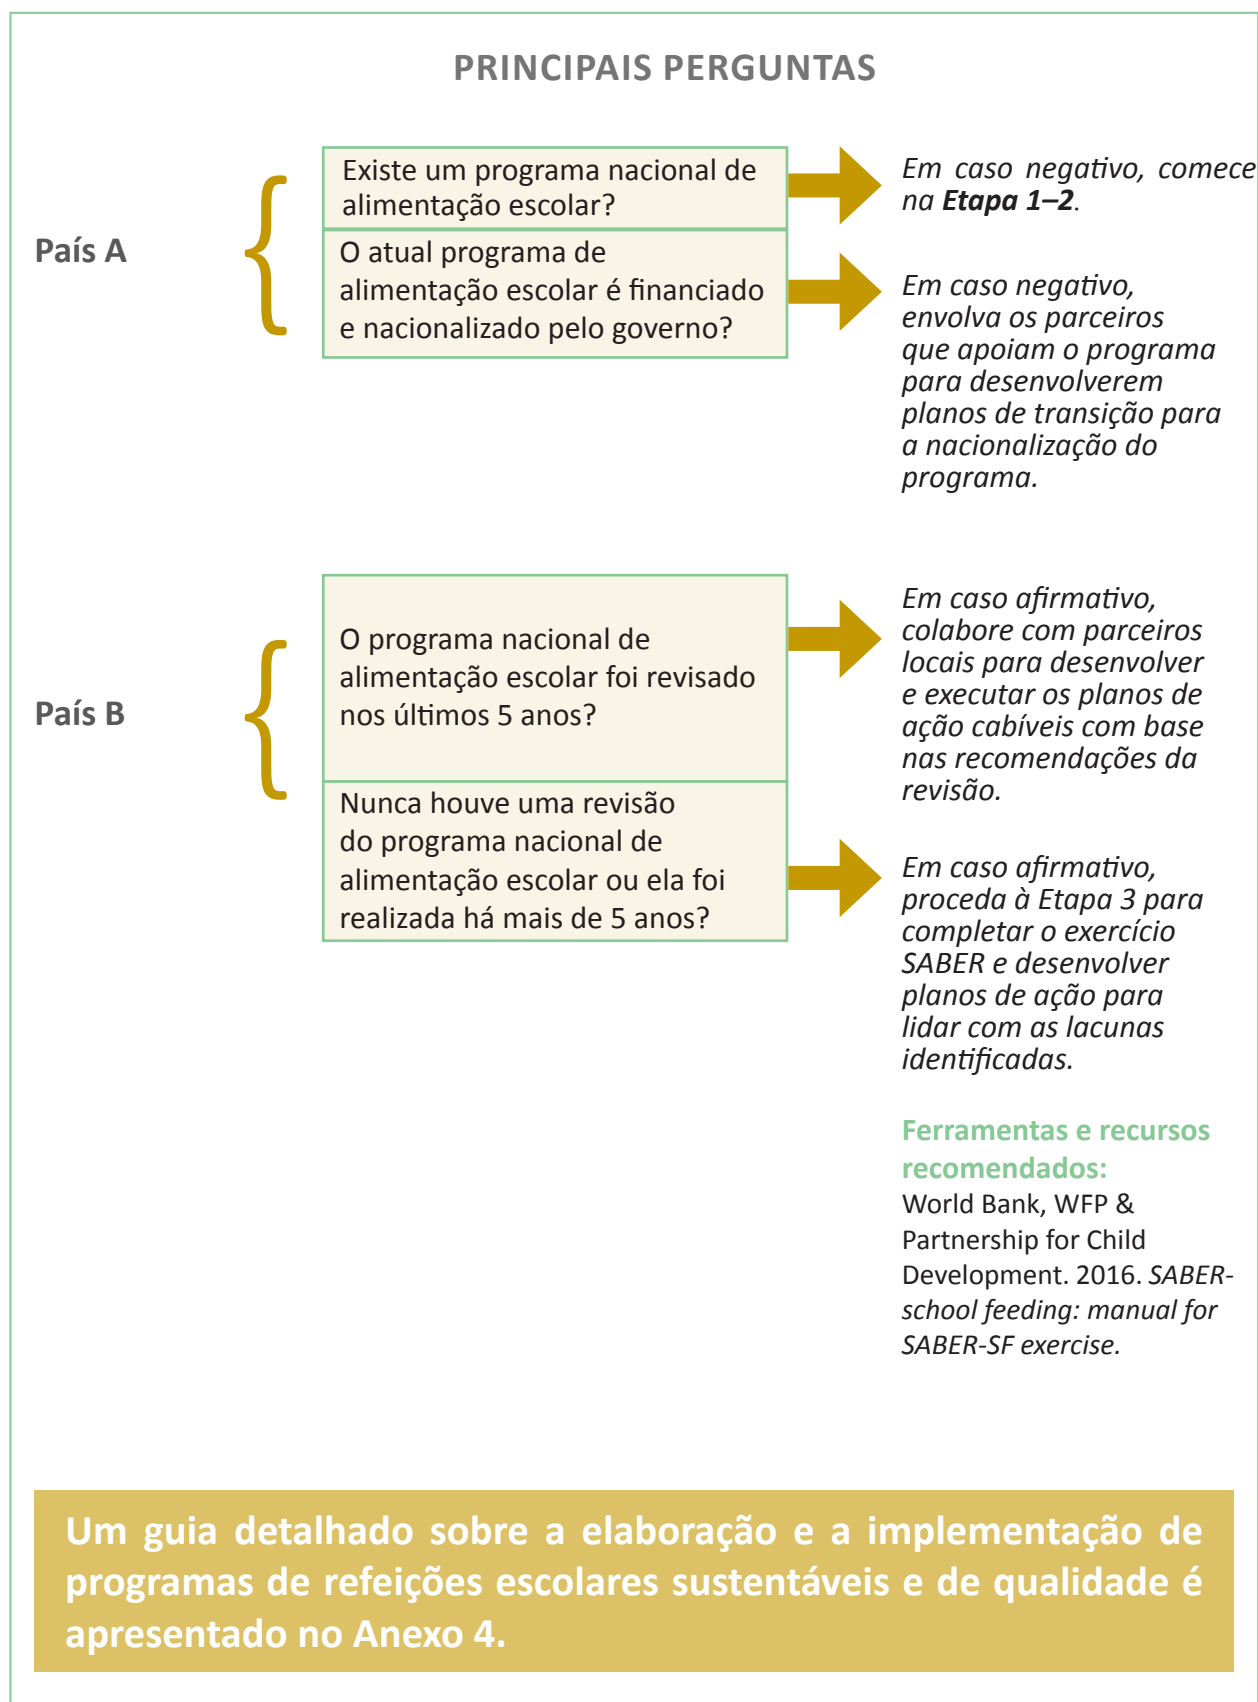 PRINCIPAIS PERGUNTAS
País A
Existe um programa nacional de
alimentação escolar?
Em caso negativo, comece
na Etapa 1–2.
O atual programa de
alimentação escolar é financiado
e nacionalizado pelo governo?
Em caso negativo,
envolva os parceiros
que apoiam o programa
para desenvolverem
planos de transição para
a nacionalização do
programa.
País B
O programa nacional de
alimentação escolar foi revisado
nos últimos 5 anos?
Em caso afirmativo,
colabore com parceiros
locais para desenvolver
e executar os planos de
ação cabíveis com base
nas recomendações da
revisão.
Nunca houve uma revisão
do programa nacional de
alimentação escolar ou ela foi
realizada há mais de 5 anos?
Em caso afirmativo,
proceda à Etapa 3 para
completar o exercício
SABER e desenvolver
planos de ação para
lidar com as lacunas
identificadas.
Ferramentas e recursos
recomendados:
World Bank, WFP &
Partnership for Child
Development. 2016. SABER-
school feeding: manual for
SABER-SF exercise.
Um guia detalhado sobre a elaboração e a implementação de
programas de refeições escolares sustentáveis e de qualidade é
apresentado no Anexo 4.